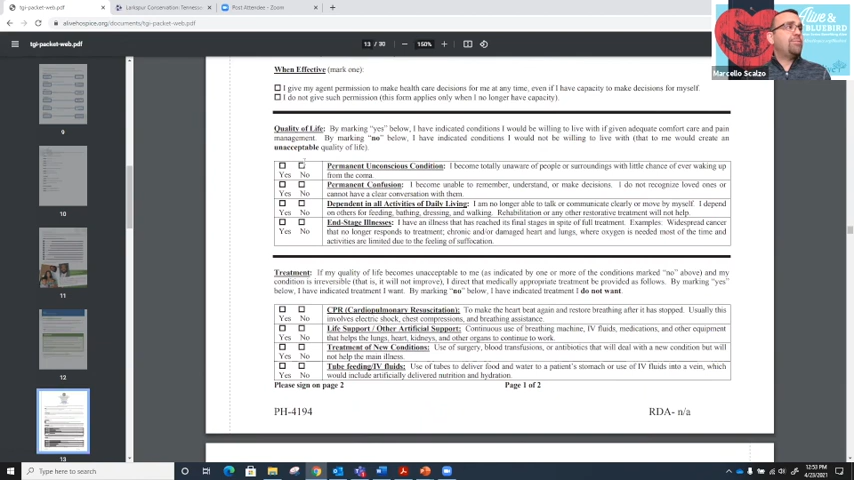 tgi-packet-web.pdf
Larkspur Conservation: Tenness
Post Attendee - Zoom
alivehospice.org/documents/tgi-packet-web.pdf
tgi-packet-web.pdf
13 / 30
150%
Alive &
BLUEBIRD
Marcello Scalzo
9
10
11
12
13
When Effective (mark one):
I give my agent permission to make health care decisions for me at any time, even if I have capacity to make decisions for myself.
I do not give such permission (this form applies only when I no longer have capacity).
Quality of Life: By marking "yes" below, I have indicated conditions I would be willing to live with if given adequate comfort care and pain
management. By marking "no" below, I have indicated conditions I would not be willing to live with (that to me would create an
unacceptable quality of life).
Yes No
Permanent Unconscious Condition: I become totally unaware of people or surroundings with little chance of ever waking up
from the coma.
Yes No
Permanent Confusion: I become unable to remember, understand, or make decisions. I do not recognize loved ones or
cannot have a clear conversation with them.
Yes No
Dependent in all Activities of Daily Living: I am no longer able to talk or communicate clearly or move by myself. I depend
on others for feeding, bathing, dressing, and walking. Rehabilitation or any other restorative treatment will not help.
Yes No
End-Stage Illnesses: I have an illness that has reached its final stages in spite of full treatment. Examples: Widespread cancer
that no longer responds to treatment; chronic and/or damaged heart and lungs, where oxygen is needed most of the time and
activities are limited due to the feeling of suffocation.
Treatment: If my quality of life becomes unacceptable to me (as indicated by one or more of the conditions marked "no" above) and my
condition is irreversible (that is, it will not improve), I direct that medically appropriate treatment be provided as follows. By marking "yes"
below, I have indicated treatment I want. By marking "no" below, I have indicated treatment I do not want.
Yes No
CPR (Cardiopulmonary Resuscitation): To make the heart beat again and restore breathing after it has stopped. Usually this
involves electric shock, chest compressions, and breathing assistance.
Yes No
Life Support / Other Artificial Support: Continuous use of breathing machine, IV fluids, medications, and other equipment
that helps the lungs, heart, kidneys, and other organs to continue to work.
Yes No
Treatment of New Conditions: Use of surgery, blood transfusions, or antibiotics that will deal with a new condition but will
not help the main illness.
Yes No
Tube feeding/IV fluids: Use of tubes to deliver food and water to a patient's stomach or use of IV fluids into a vein, which
would include artificially delivered nutrition and hydration.
Please sign on page 2
Page 1 of 2
PH-4194
RDA- n/a
Type here to search
12:53 PM
4/23/2021